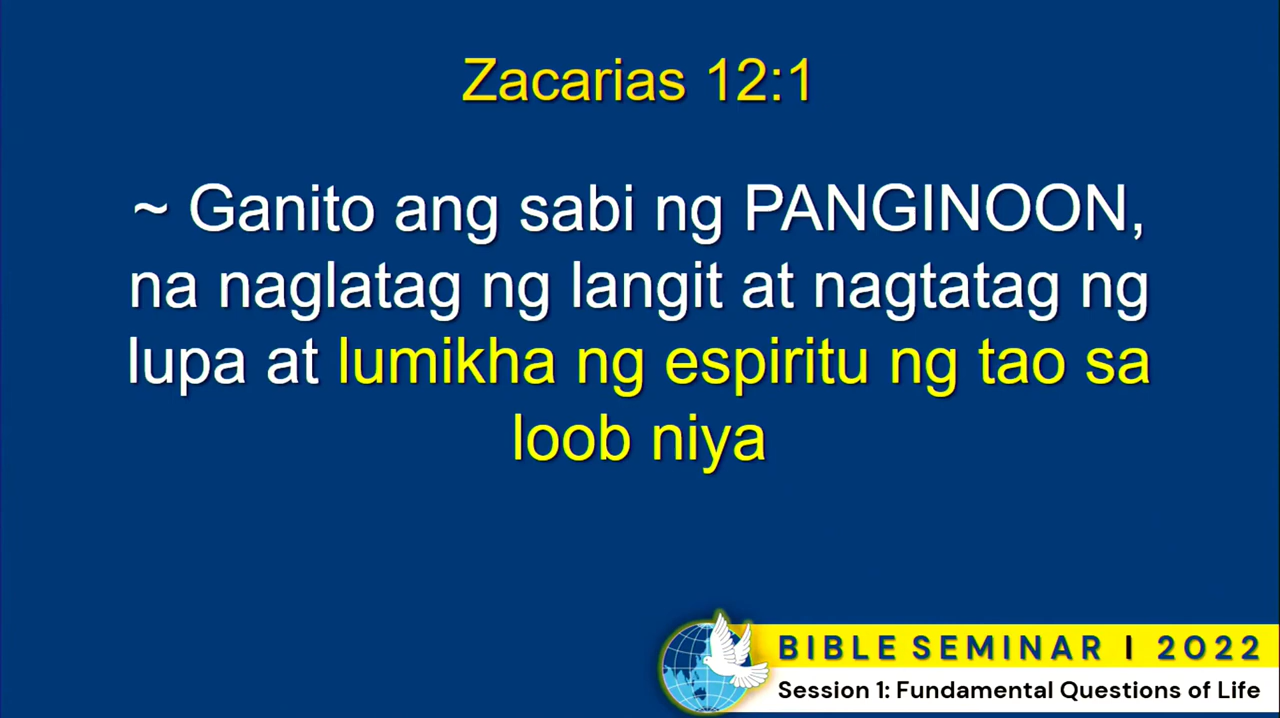 Zacarias 12:1
~ Ganito ang sabi ng PANGINOON,
na naglatag ng langit at nagtatag ng
lupa at lumikha ng espiritu ng tao sa
loob niya
BIBLE SEMINAR | 2022
Session 1: Fundamental Questions of Life